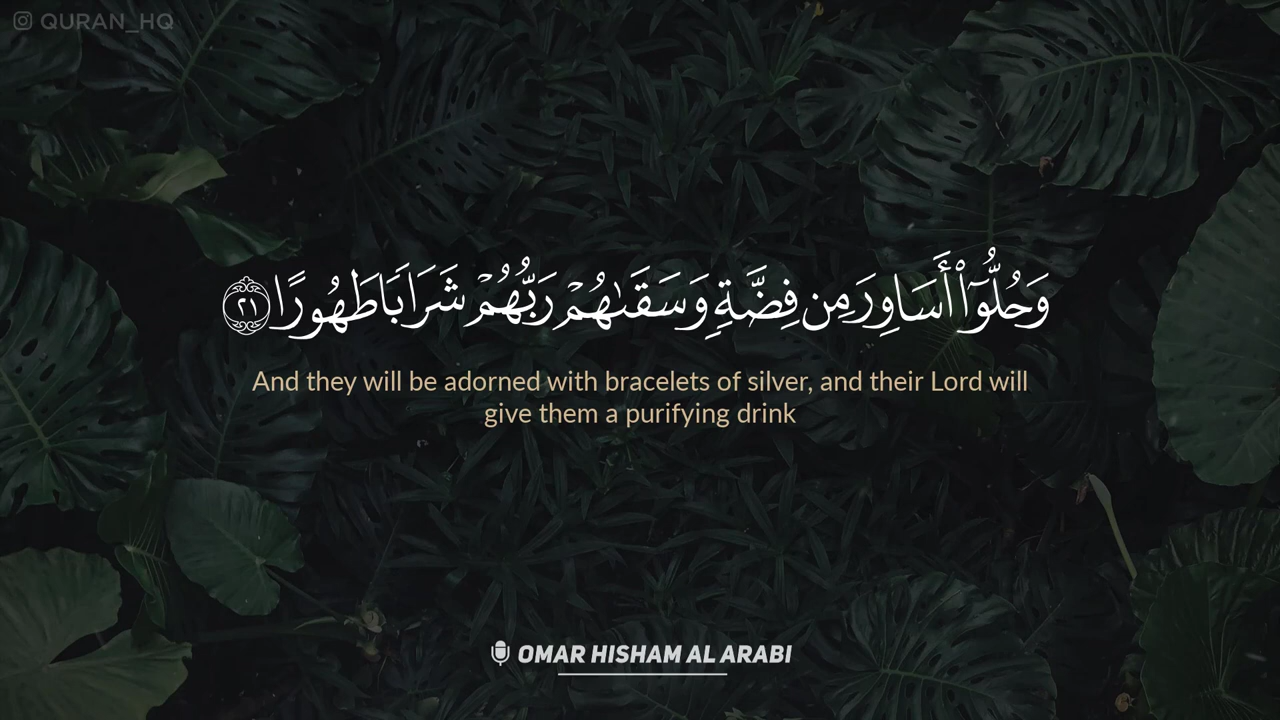 QURAN_HQ
وَحُلُّوٓا۟ أَسَاوِرَ مِن فِضَّةٍ وَسَقَىٰهُمْ رَبُّهُمْ شَرَابًا طَهُورًا ٢١
And they will be adorned with bracelets of silver, and their Lord will
give them a purifying drink
OMAR HISHAM AL ARABI